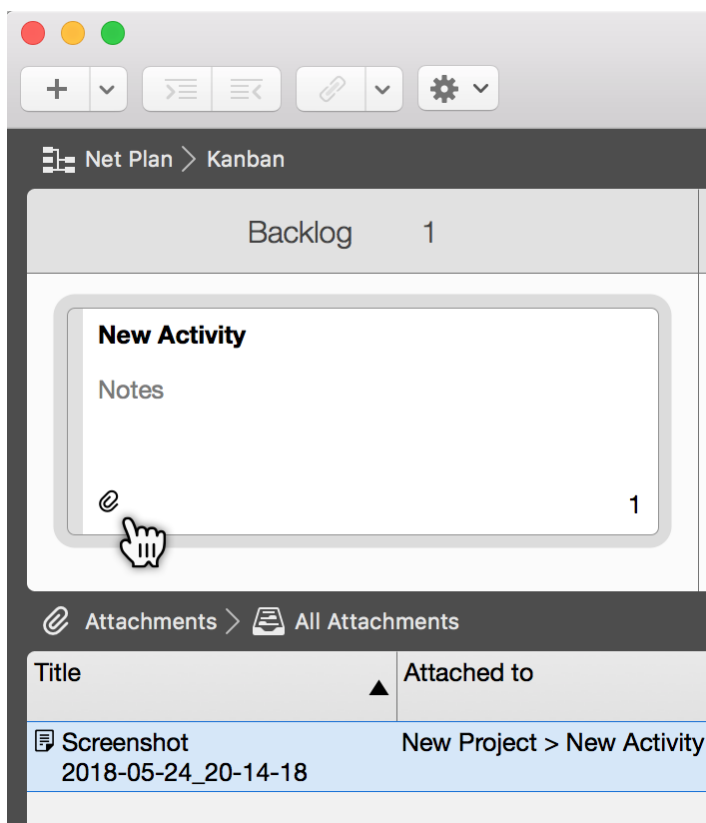 Net Plan > Kanban
Backlog 1
New Activity
Notes
1
Attachments > All Attachments
Title Attached to
Screenshot New Project > New Activity
2018-05-24_20-14-18